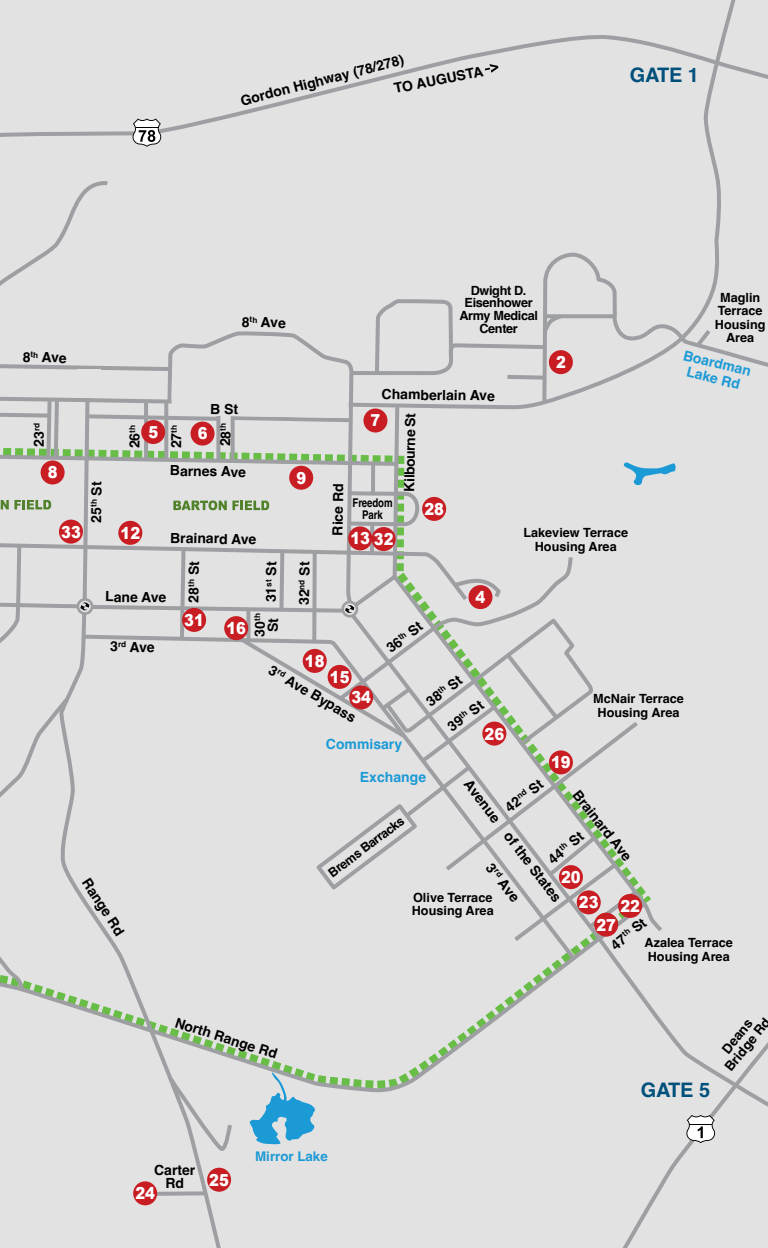 Gordon Highway (78/278)
TO AUGUSTA ->
GATE 1
78
Dwight D.
Eisenhower
Army Medical
Center
Maglin
Terrace
Housing
Area
Boardman
Lake Rd
8th Ave
8th Ave
2
Chamberlain Ave
B St
23rd
26th
5
27th
6
28th
7
Kilbourne St
8
Barnes Ave
9
25th St
N FIELD
BARTON FIELD
Rice Rd
Freedom
Park
28
33
12
Brainard Ave
13
32
Lakeview Terrace
Housing Area
28th St
31st St
32nd St
Lane Ave
4
31
16
30th
St
3rd Ave
36th St
18
15
34
3rd Ave Bypass
38th St
39th St
McNair Terrace
Housing Area
26
Commisary
19
Exchange
Avenue
of the States
42nd St
Brainard Ave
Brems Barracks
44th St
3rd Ave
20
Olive Terrace
Housing Area
23
22
27
47th St
Azalea Terrace
Housing Area
Range Rd
North Range Rd
Deans
Bridge Rd
GATE 5
1
Mirror Lake
Carter
Rd
24
25